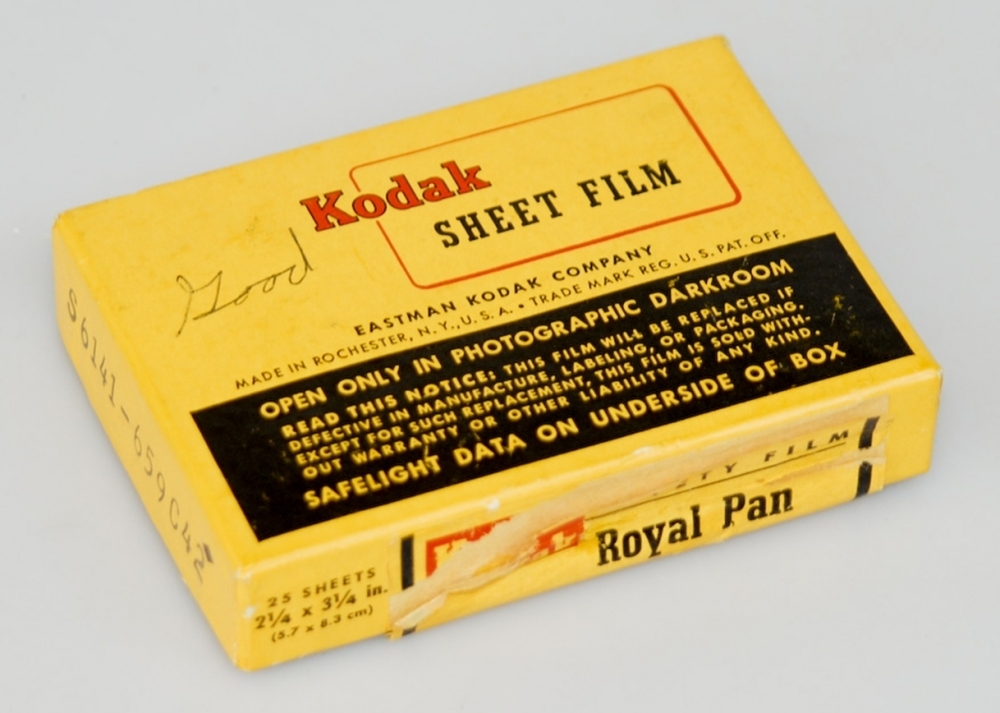 Kodak
SHEET FILM
Good
EASTMAN KODAK COMPANY
MADE IN ROCHESTER, N.Y., U.S.A. • TRADE MARK REG. U.S. PAT. OFF.
OPEN ONLY IN PHOTOGRAPHIC DARKROOM
READ THIS NOTICE: THIS FILM WILL BE REPLACED IF
DEFECTIVE IN MANUFACTURE, LABELING, OR PACKAGING.
EXCEPT FOR SUCH REPLACEMENT, THIS FILM IS SOLD WITH-
OUT WARRANTY OR OTHER LIABILITY OF ANY KIND.
SAFELIGHT DATA ON UNDERSIDE OF BOX
S6141-659C42
FILM
Royal Pan
25 SHEETS
2¼ x 3¼ in.
(5.7 x 8.3 cm)